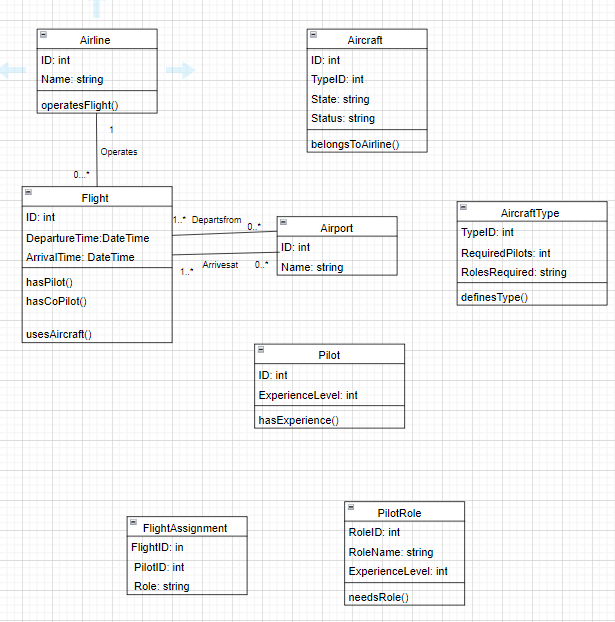 Airline
ID: int
Name: string
operatesFlight()
Aircraft
ID: int
TypeID: int
State: string
Status: string
belongsToAirline()
1
Operates
0...*
Flight
ID: int
DepartureTime:DateTime
ArrivalTime: DateTime
hasPilot()
hasCoPilot()
usesAircraft()
1..* Departsfrom 0..*
1..* Arrivesat 0..*
Airport
ID: int
Name: string
AircraftType
TypeID: int
RequiredPilots: int
RolesRequired: string
definesType()
Pilot
ID: int
ExperienceLevel: int
hasExperience()
FlightAssignment
FlightID: in
PilotID: int
Role: string
PilotRole
RoleID: int
RoleName: string
ExperienceLevel: int
needsRole()